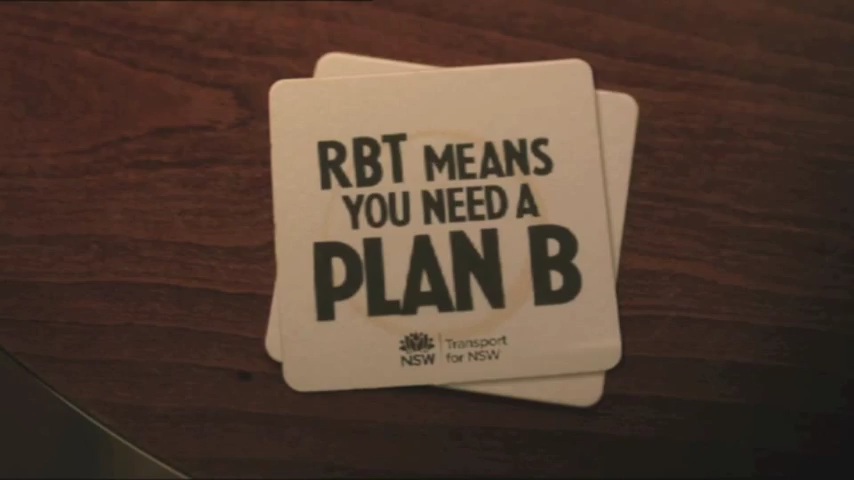 RBT MEANS
YOU NEED A
PLAN B
NSW
Transport
for NSW